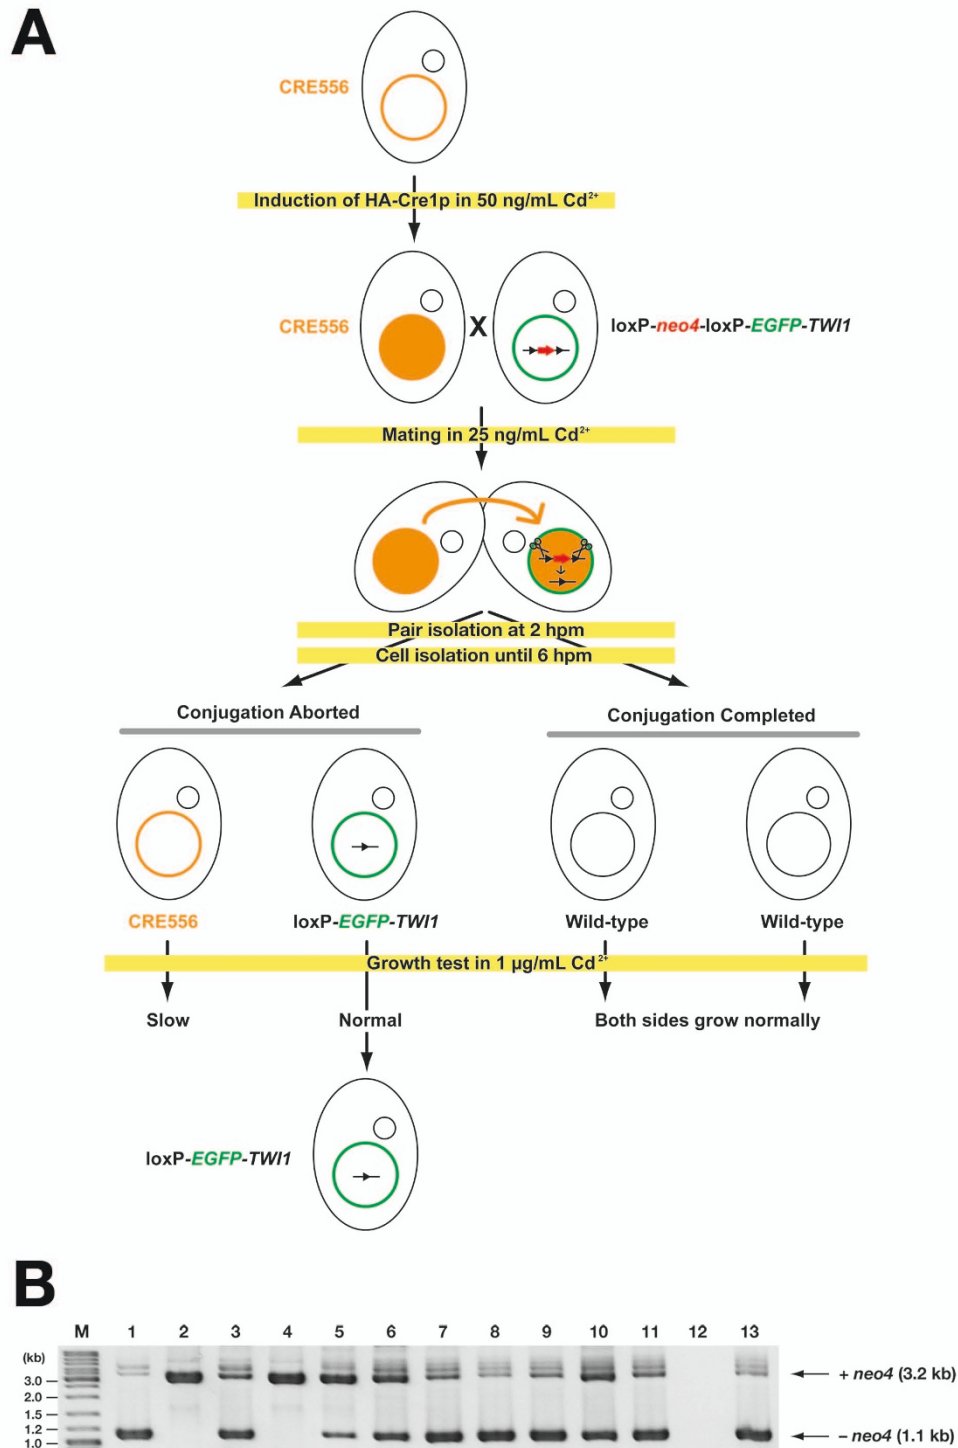 A
CRE556
Induction of HA-Cre1p in 50 ng/mL Cd²⁺
CRE556
X
loxP-neo4-loxP-EGFP-TWI1
Mating in 25 ng/mL Cd²⁺
Pair isolation at 2 hpm
Cell isolation until 6 hpm
Conjugation Aborted
Conjugation Completed
CRE556
loxP-EGFP-TWI1
Wild-type
Wild-type
Growth test in 1 µg/mL Cd²⁺
Slow
Normal
Both sides grow normally
loxP-EGFP-TWI1
B
M 1 2 3 4 5 6 7 8 9 10 11 12 13
(kb)
3.0
2.0
1.5
1.2
1.0
+ neo4 (3.2 kb)
– neo4 (1.1 kb)